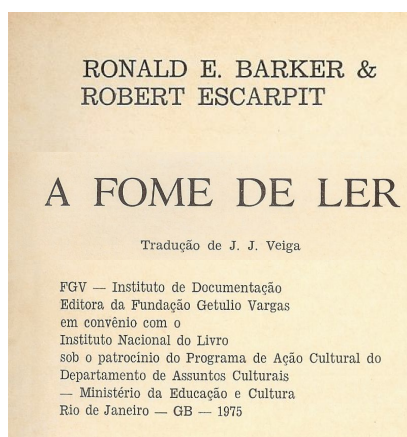 RONALD E. BARKER &
ROBERT ESCARPIT
A FOME DE LER
Tradução de J. J. Veiga
FGV — Instituto de Documentação
Editora da Fundação Getulio Vargas
em convênio com o
Instituto Nacional do Livro
sob o patrocínio do Programa de Ação Cultural do
Departamento de Assuntos Culturais
— Ministério da Educação e Cultura
Rio de Janeiro — GB — 1975